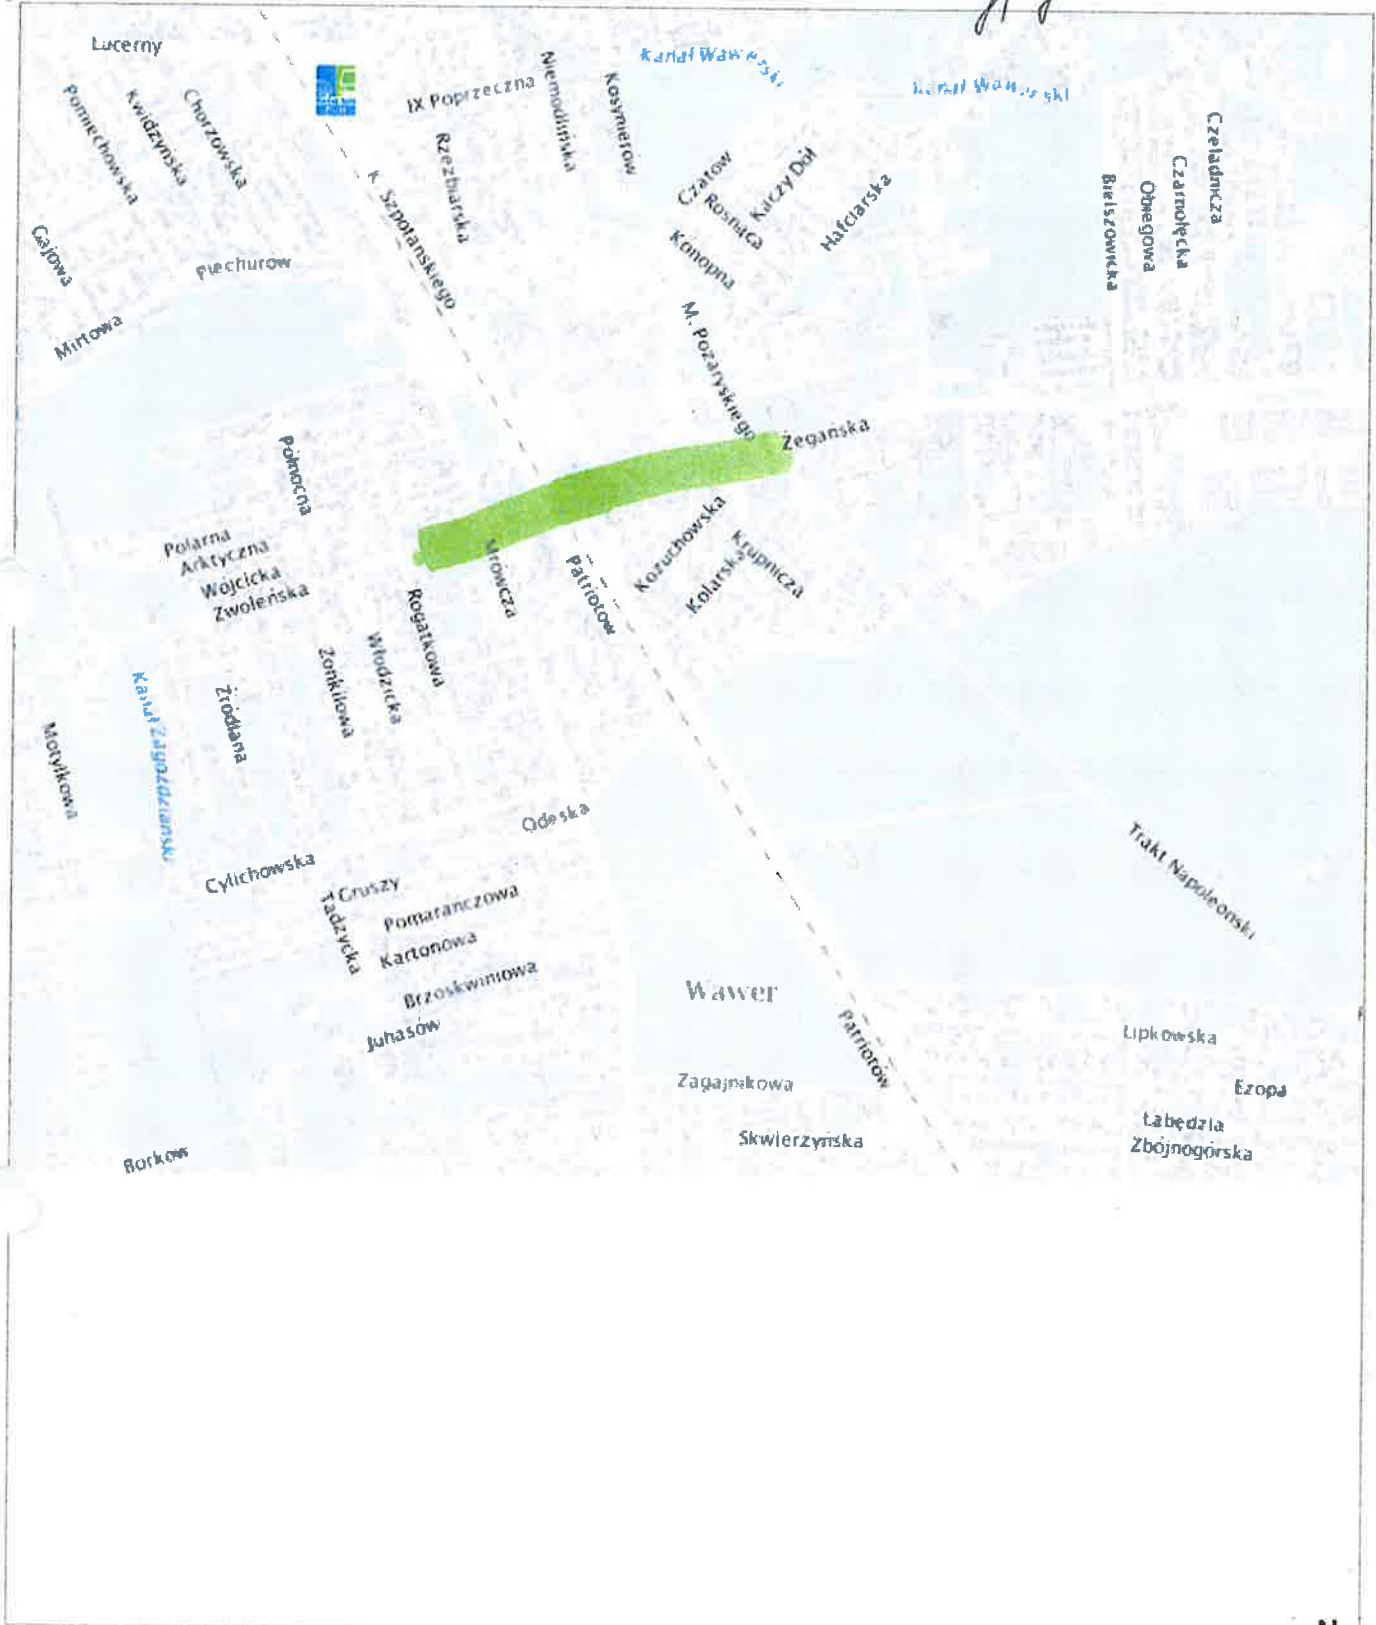 Lucerny
Kanał Wawerski
IX Poprzeczna
Niemodlińska
Kosynierów
Kanał Wawerski
Pomiechowska
Kwidzyńska
Chorzowska
Rzeźbiarska
K. Szpotańskiego
Czatów
Rosnąca
Kaczy Dół
Haficiarska
Konopna
Bielszowicka
Obiegowa
Czarnołęcka
Czeladnicza
Gajowa
Piechurów
Mirtowa
M. Pożaryskiego
Żegańska
Północna
Polarna
Arktyczna
Wójcicka
Zwoleńska
Mrówcza
Patriotów
Kożuchowska
Kolarska
Krupnicza
Rogatkowa
Włodzicka
Żonkilowa
Źródlana
Kanał Zagoździański
Motylkowa
Odeska
Cylichowska
Gruszy
Tadżycka
Pomarańczowa
Kartonowa
Brzoskwiniowa
Juhasów
Trakt Napoleoński
Wawer
Patriotów
Lipkowska
Zagajnikowa
Ezopa
Skwierzyńska
Łabędzia
Zbójnogórska
Borków